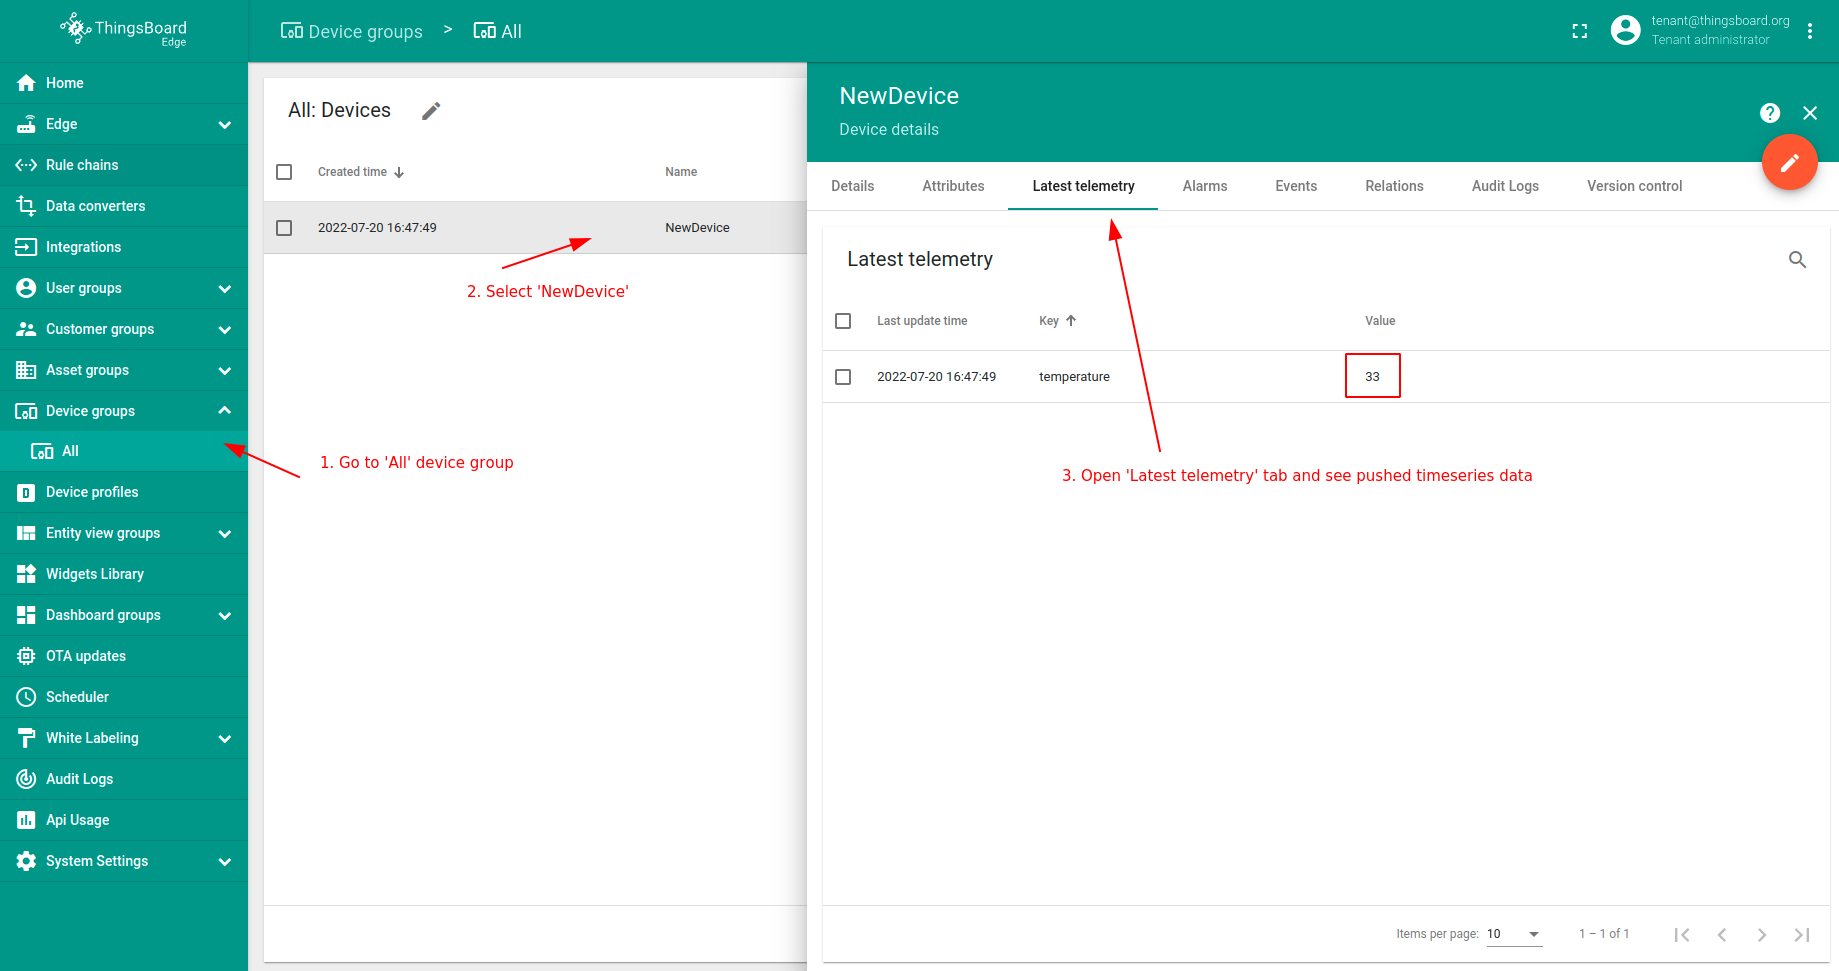 ThingsBoard
Edge
Device groups > All
tenant@thingsboard.org
Tenant administrator
Home
Edge
Rule chains
Data converters
Integrations
User groups
Customer groups
Asset groups
Device groups
All
Device profiles
Entity view groups
Widgets Library
Dashboard groups
OTA updates
Scheduler
White Labeling
Audit Logs
Api Usage
System Settings
All: Devices
Created time Name
2022-07-20 16:47:49 NewDevice
2. Select 'NewDevice'
1. Go to 'All' device group
NewDevice
Device details
Details Attributes Latest telemetry Alarms Events Relations Audit Logs Version control
Latest telemetry
Last update time Key Value
2022-07-20 16:47:49 temperature 33
3. Open 'Latest telemetry' tab and see pushed timeseries data
Items per page: 10 1 – 1 of 1